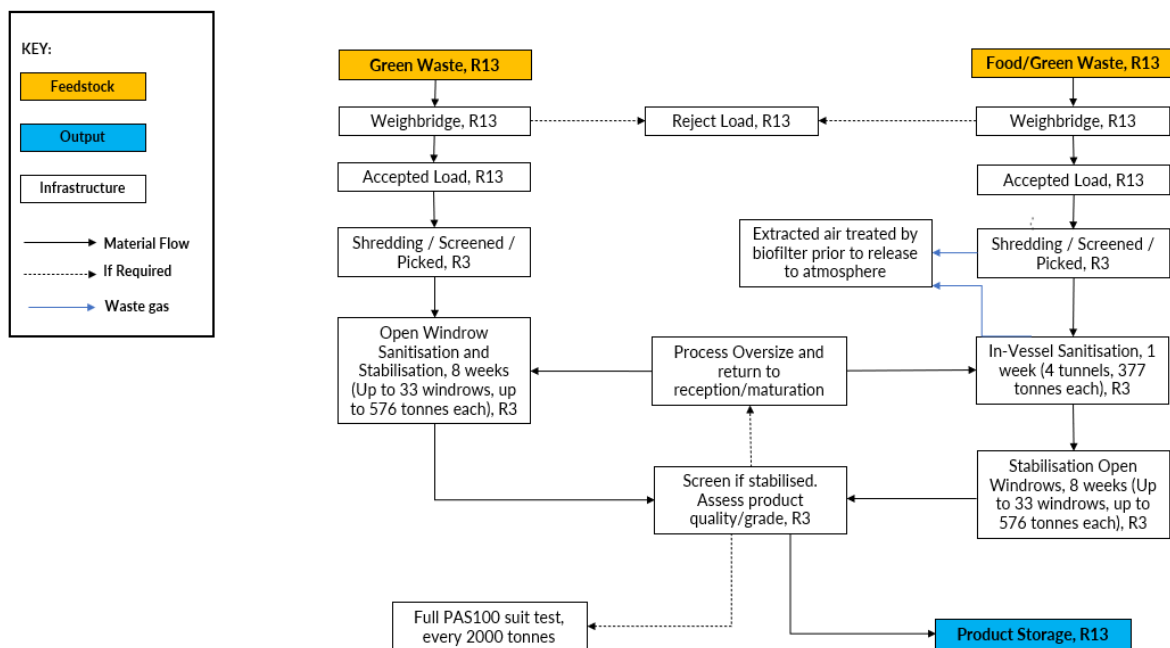 KEY:
Feedstock
Output
Infrastructure
Material Flow
If Required
Waste gas
Green Waste, R13
Food/Green Waste, R13
Weighbridge, R13
Reject Load, R13
Weighbridge, R13
Accepted Load, R13
Accepted Load, R13
Shredding / Screened /
Picked, R3
Extracted air treated by
biofilter prior to release
to atmosphere
Shredding / Screened /
Picked, R3
Open Windrow
Sanitisation and
Stabilisation, 8 weeks
(Up to 33 windrows, up
to 576 tonnes each), R3
Process Oversize and
return to
reception/maturation
In-Vessel Sanitisation, 1
week (4 tunnels, 377
tonnes each), R3
Screen if stabilised.
Assess product
quality/grade, R3
Stabilisation Open
Windrows, 8 weeks (Up
to 33 windrows, up to
576 tonnes each), R3
Full PAS100 suit test,
every 2000 tonnes
Product Storage, R13